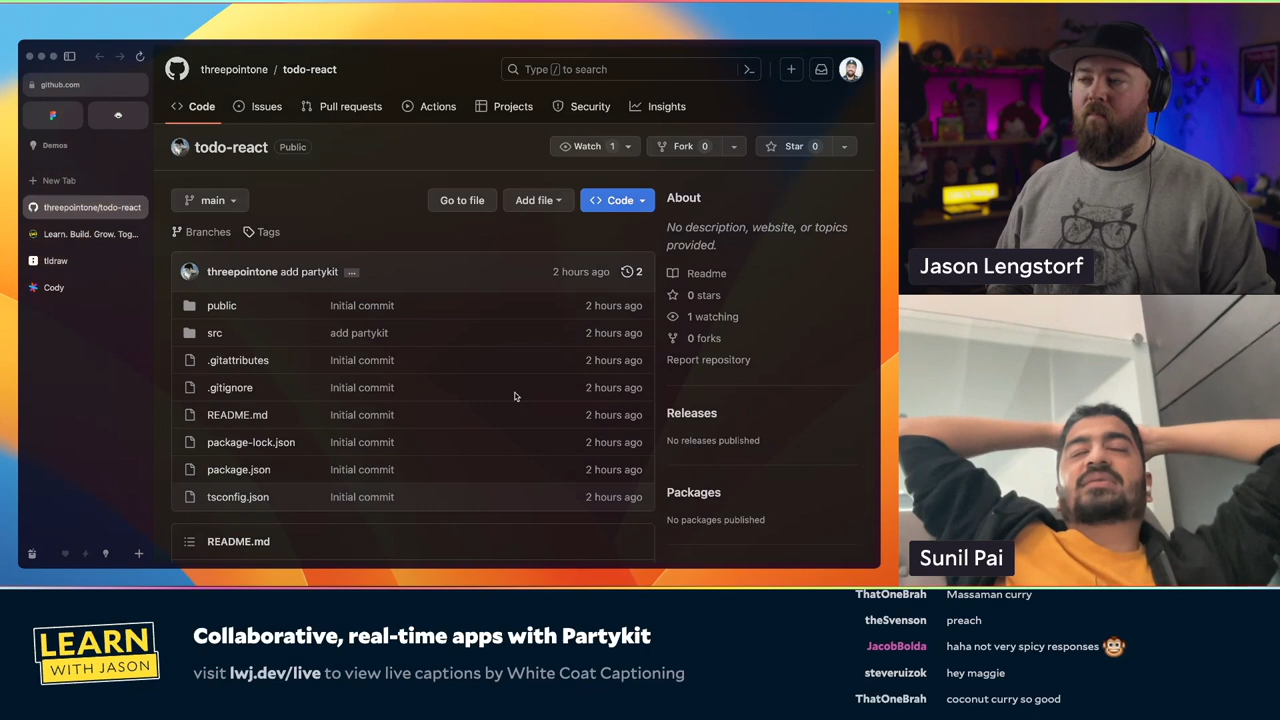 github.com
Demos
New Tab
threepointone/todo-react
Learn. Build. Grow. Tog...
tldraw
Cody
threepointone / todo-react
Type / to search
Code
Issues
Pull requests
Actions
Projects
Security
Insights
todo-react
Public
Watch 1
Fork 0
Star 0
main
Go to file
Add file
Code
Branches
Tags
threepointone add partykit ...
2 hours ago
2
public Initial commit 2 hours ago
src add partykit 2 hours ago
.gitattributes Initial commit 2 hours ago
.gitignore Initial commit 2 hours ago
README.md Initial commit 2 hours ago
package-lock.json Initial commit 2 hours ago
package.json Initial commit 2 hours ago
tsconfig.json Initial commit 2 hours ago
README.md
About
No description, website, or topics
provided.
Readme
0 stars
1 watching
0 forks
Report repository
Releases
No releases published
Packages
No packages published
Jason Lengstorf
Sunil Pai
LEARN
WITH JASON
Collaborative, real-time apps with Partykit
visit lwj.dev/live to view live captions by White Coat Captioning
ThatOneBrah Massaman curry
theSvenson preach
JacobBolda haha not very spicy responses
steveruizok hey maggie
ThatOneBrah coconut curry so good